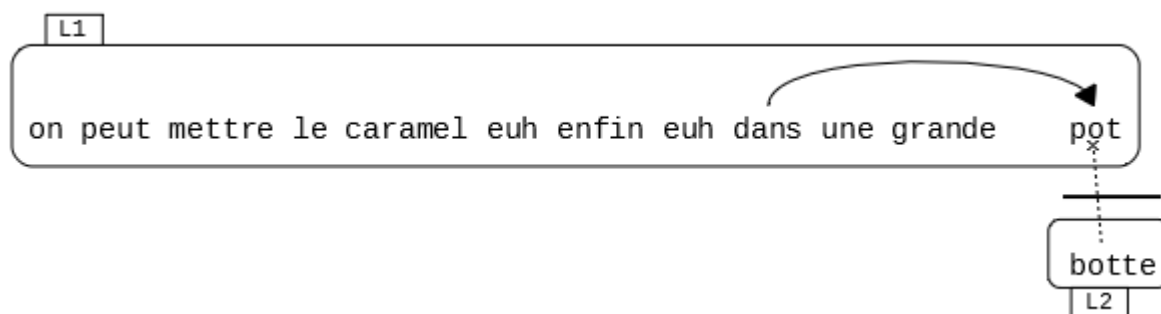 L1
on peut mettre le caramel euh enfin euh dans une grande pot
botte
L2